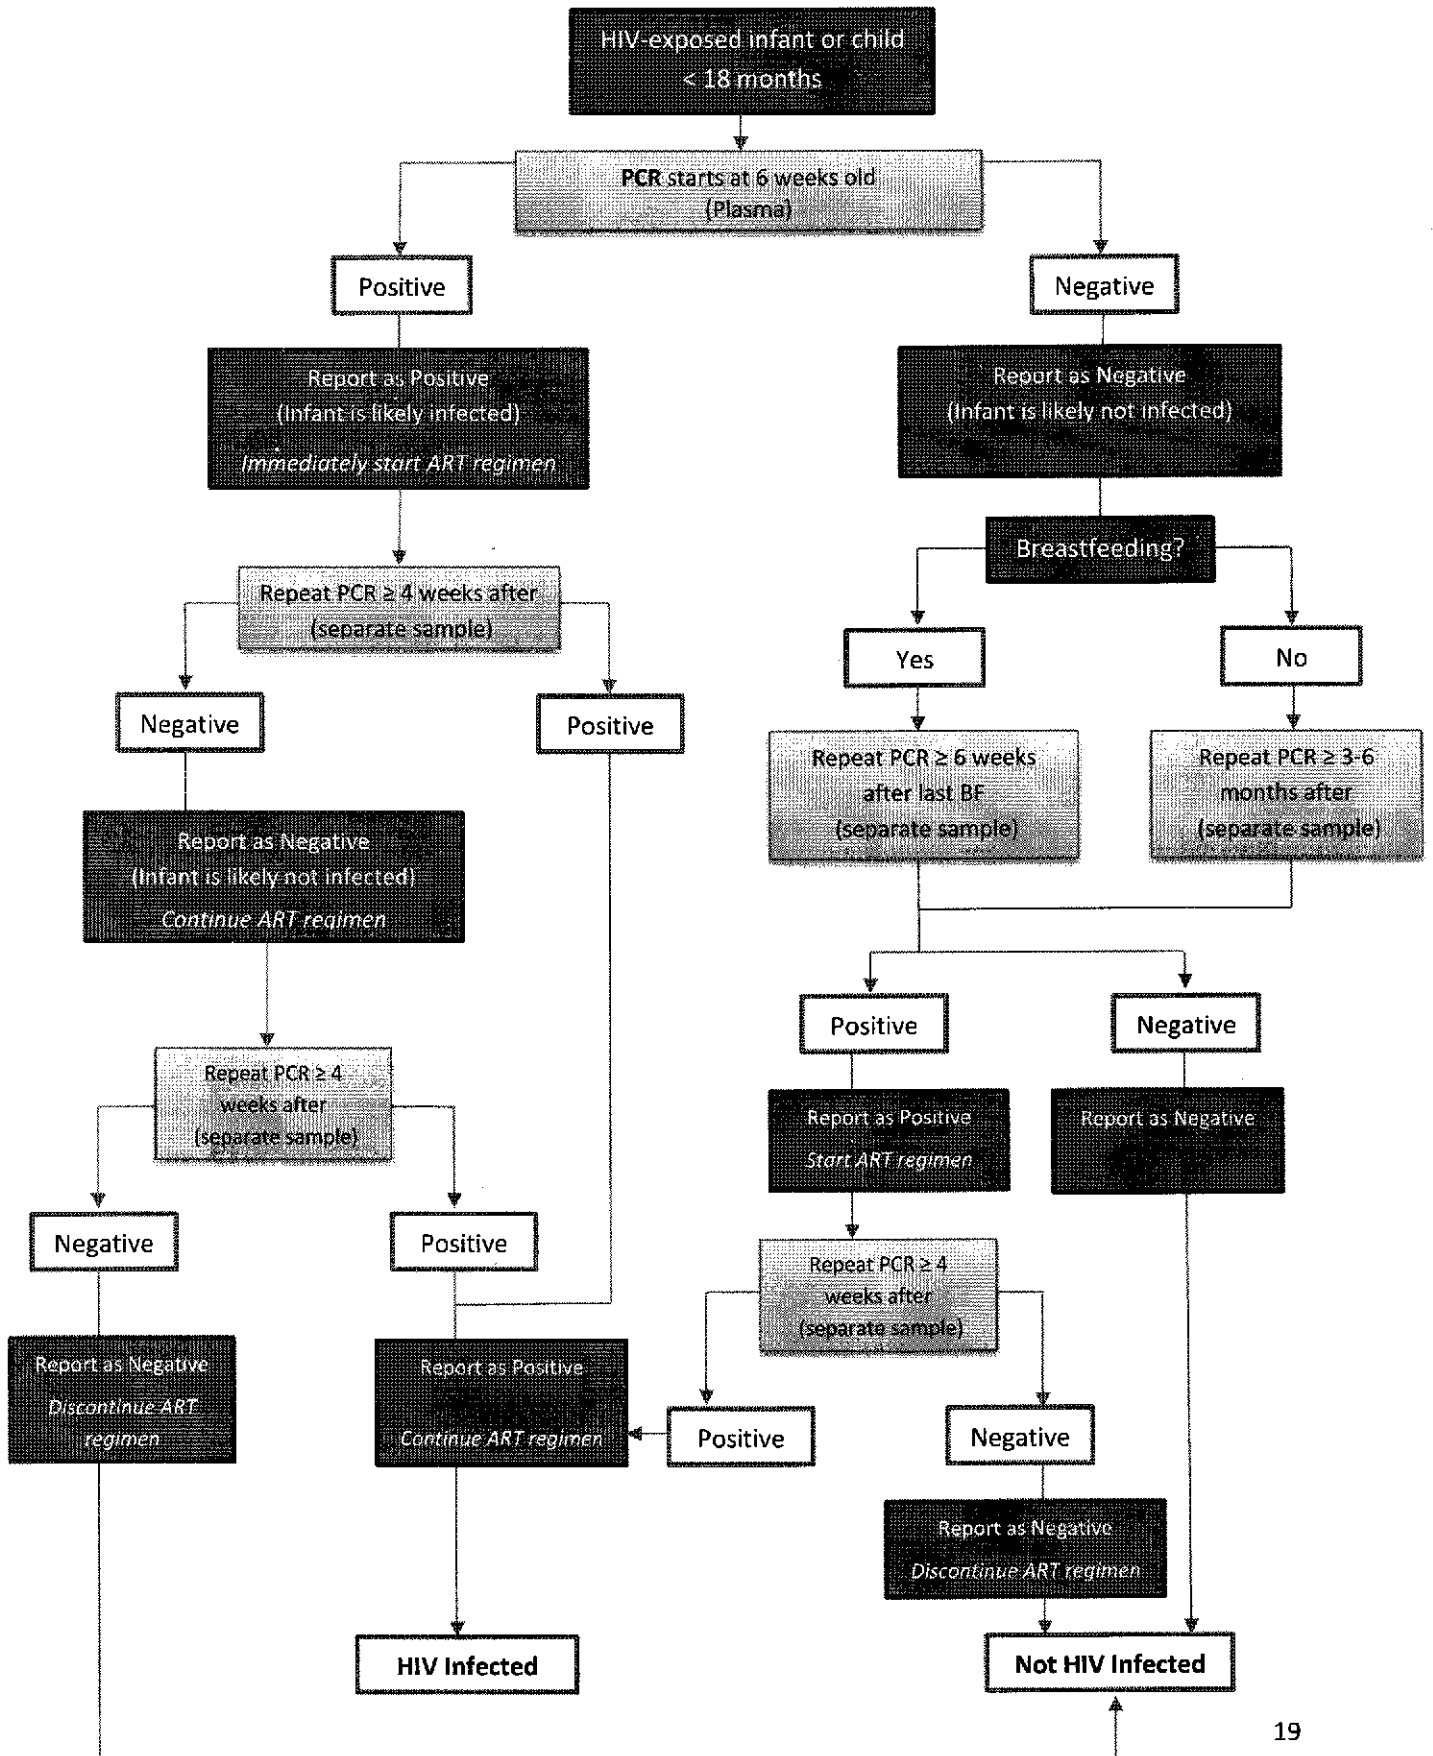 HIV-exposed infant or child
< 18 months
PCR starts at 6 weeks old
(Plasma)
Positive
Negative
Report as Positive
(Infant is likely infected)
Immediately start ART regimen
Report as Negative
(Infant is likely not infected)
Breastfeeding?
Repeat PCR ≥ 4 weeks after
(separate sample)
Yes
No
Negative
Positive
Repeat PCR ≥ 6 weeks
after last BF
(separate sample)
Repeat PCR ≥ 3-6
months after
(separate sample)
Report as Negative
(Infant is likely not infected)
Continue ART regimen
Positive
Negative
Repeat PCR ≥ 4
weeks after
(separate sample)
Report as Positive
Start ART regimen
Report as Negative
Negative
Positive
Repeat PCR ≥ 4
weeks after
(separate sample)
Report as Negative
Discontinue ART
regimen
Report as Positive
Continue ART regimen
Positive
Negative
Report as Negative
Discontinue ART regimen
HIV Infected
Not HIV Infected
19